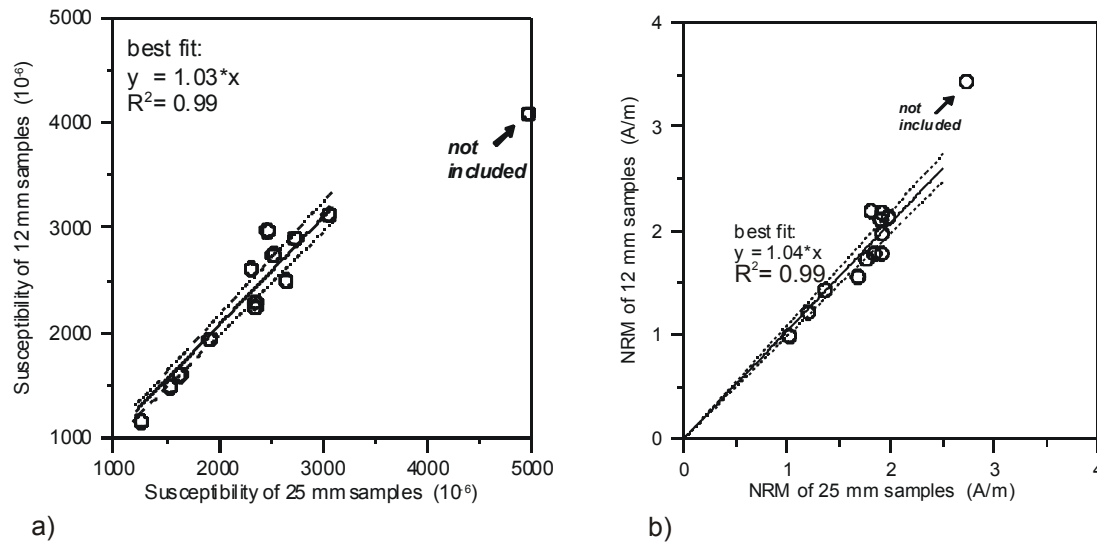 5000
best fit:
y = 1.03*x
R²= 0.99
4000
not
included
3000
2000
1000
1000 2000 3000 4000 5000
Susceptibility of 12 mm samples (10⁻⁶)
Susceptibility of 25 mm samples (10⁻⁶)
a)
4
not
included
3
best fit:
y = 1.04*x
R²= 0.99
2
1
0
0 1 2 3 4
NRM of 12 mm samples (A/m)
NRM of 25 mm samples (A/m)
b)